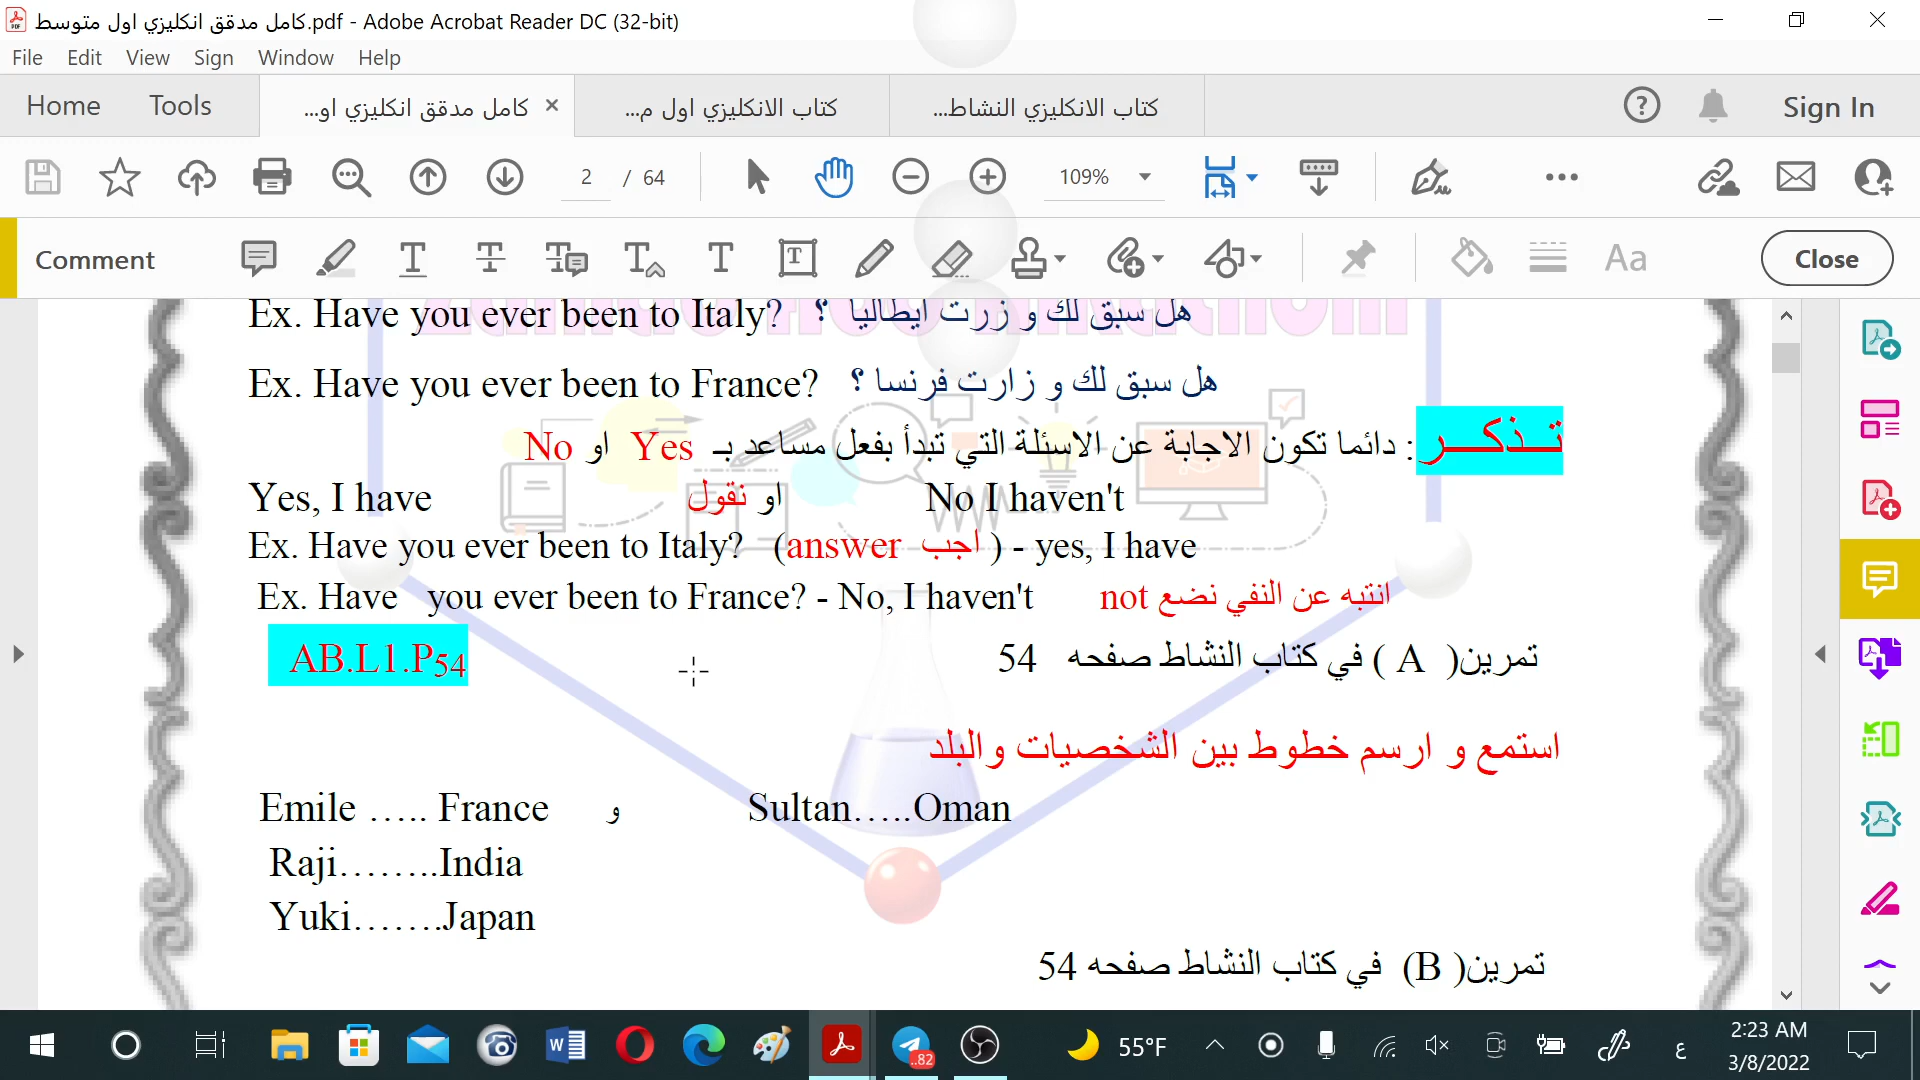 كامل مدقق انكليزي اول متوسط.pdf - Adobe Acrobat Reader DC (32-bit)
File Edit View Sign Window Help
Home Tools كامل مدقق انكليزي او... كتاب الانكليزي اول م... كتاب الانكليزي النشاط... Sign In
2 / 64 109%
Comment Close
Ex. Have you ever been to Italy? هل سبق لك و زرت ايطاليا ؟
Ex. Have you ever been to France? هل سبق لك و زارت فرنسا ؟
تــذكــر : دائما تكون الاجابة عن الاسئلة التي تبدأ بفعل مساعد بـ Yes او No
Yes, I have او نقول No I haven't
Ex. Have you ever been to Italy? (answer اجب ) - yes, I have
Ex. Have you ever been to France? - No, I haven't انتبه عن النفي نضع not
AB.L1.P54 تمرين( A ) في كتاب النشاط صفحه 54
استمع و ارسم خطوط بين الشخصيات والبلد
Emile ….. France و Sultan…..Oman
Raji……..India
Yuki…….Japan
تمرين( B) في كتاب النشاط صفحه 54
..82 55°F ع 2:23 AM
3/8/2022